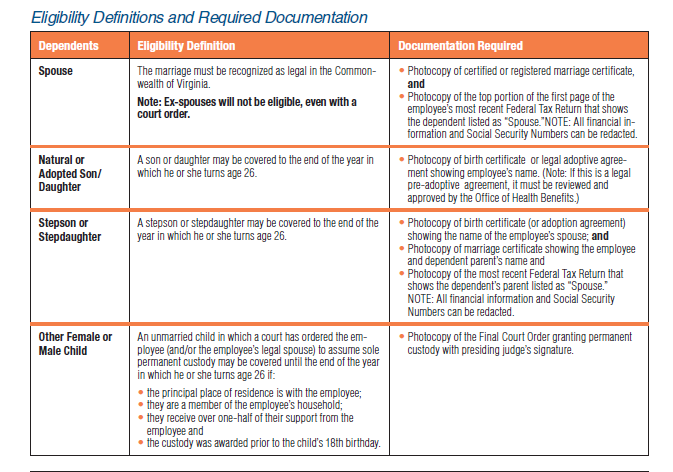 Eligibility Definitions and Required Documentation
Dependents
Eligibility Definition
Documentation Required
Spouse
The marriage must be recognized as legal in the Common-
wealth of Virginia.
Note: Ex-spouses will not be eligible, even with a
court order.
• Photocopy of certified or registered marriage certificate,
and
• Photocopy of the top portion of the first page of the
employee's most recent Federal Tax Return that shows
the dependent listed as "Spouse."NOTE: All financial in-
formation and Social Security Numbers can be redacted.
Natural or
Adopted Son/
Daughter
A son or daughter may be covered to the end of the year in
which he or she turns age 26.
• Photocopy of birth certificate or legal adoptive agree-
ment showing employee's name. (Note: If this is a legal
pre-adoptive agreement, it must be reviewed and
approved by the Office of Health Benefits.)
Stepson or
Stepdaughter
A stepson or stepdaughter may be covered to the end of the
year in which he or she turns age 26.
• Photocopy of birth certificate (or adoption agreement)
showing the name of the employee's spouse; and
• Photocopy of marriage certificate showing the employee
and dependent parent's name and
• Photocopy of the most recent Federal Tax Return that
shows the dependent's parent listed as "Spouse."
NOTE: All financial information and Social Security
Numbers can be redacted.
Other Female or
Male Child
An unmarried child in which a court has ordered the em-
ployee (and/or the employee's legal spouse) to assume sole
permanent custody may be covered until the end of the year
in which he or she turns age 26 if:
• the principal place of residence is with the employee;
• they are a member of the employee's household;
• they receive over one-half of their support from the
employee and
• the custody was awarded prior to the child's 18th birthday.
• Photocopy of the Final Court Order granting permanent
custody with presiding judge's signature.